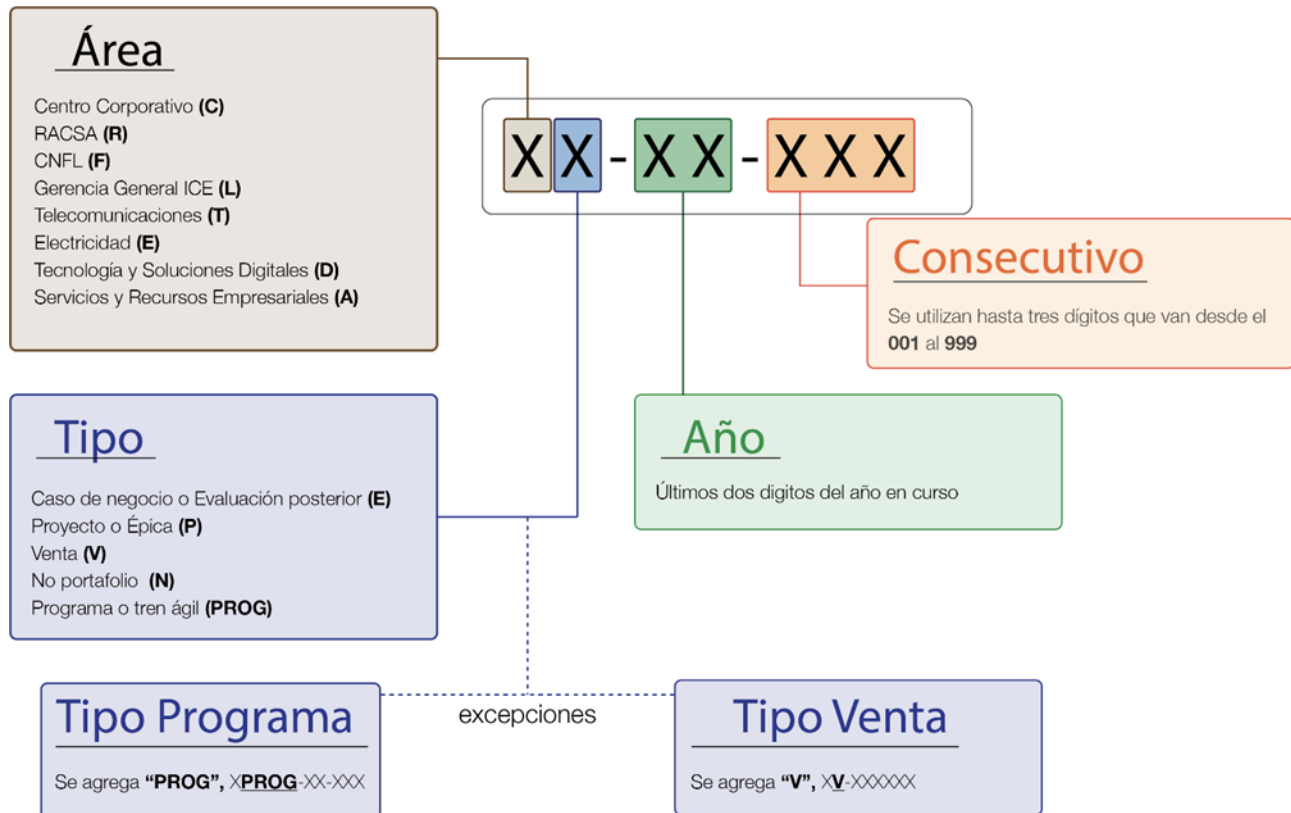 Área
Centro Corporativo (C)
RACSA (R)
CNFL (F)
Gerencia General ICE (L)
Telecomunicaciones (T)
Electricidad (E)
Tecnología y Soluciones Digitales (D)
Servicios y Recursos Empresariales (A)
X X - X X - X X X
Consecutivo
Se utilizan hasta tres dígitos que van desde el
001 al 999
Tipo
Caso de negocio o Evaluación posterior (E)
Proyecto o Épica (P)
Venta (V)
No portafolio (N)
Programa o tren ágil (PROG)
Año
Últimos dos digitos del año en curso
excepciones
Tipo Programa
Se agrega “PROG”, XPROG-XX-XXX
Tipo Venta
Se agrega “V”, XV-XXXXXX